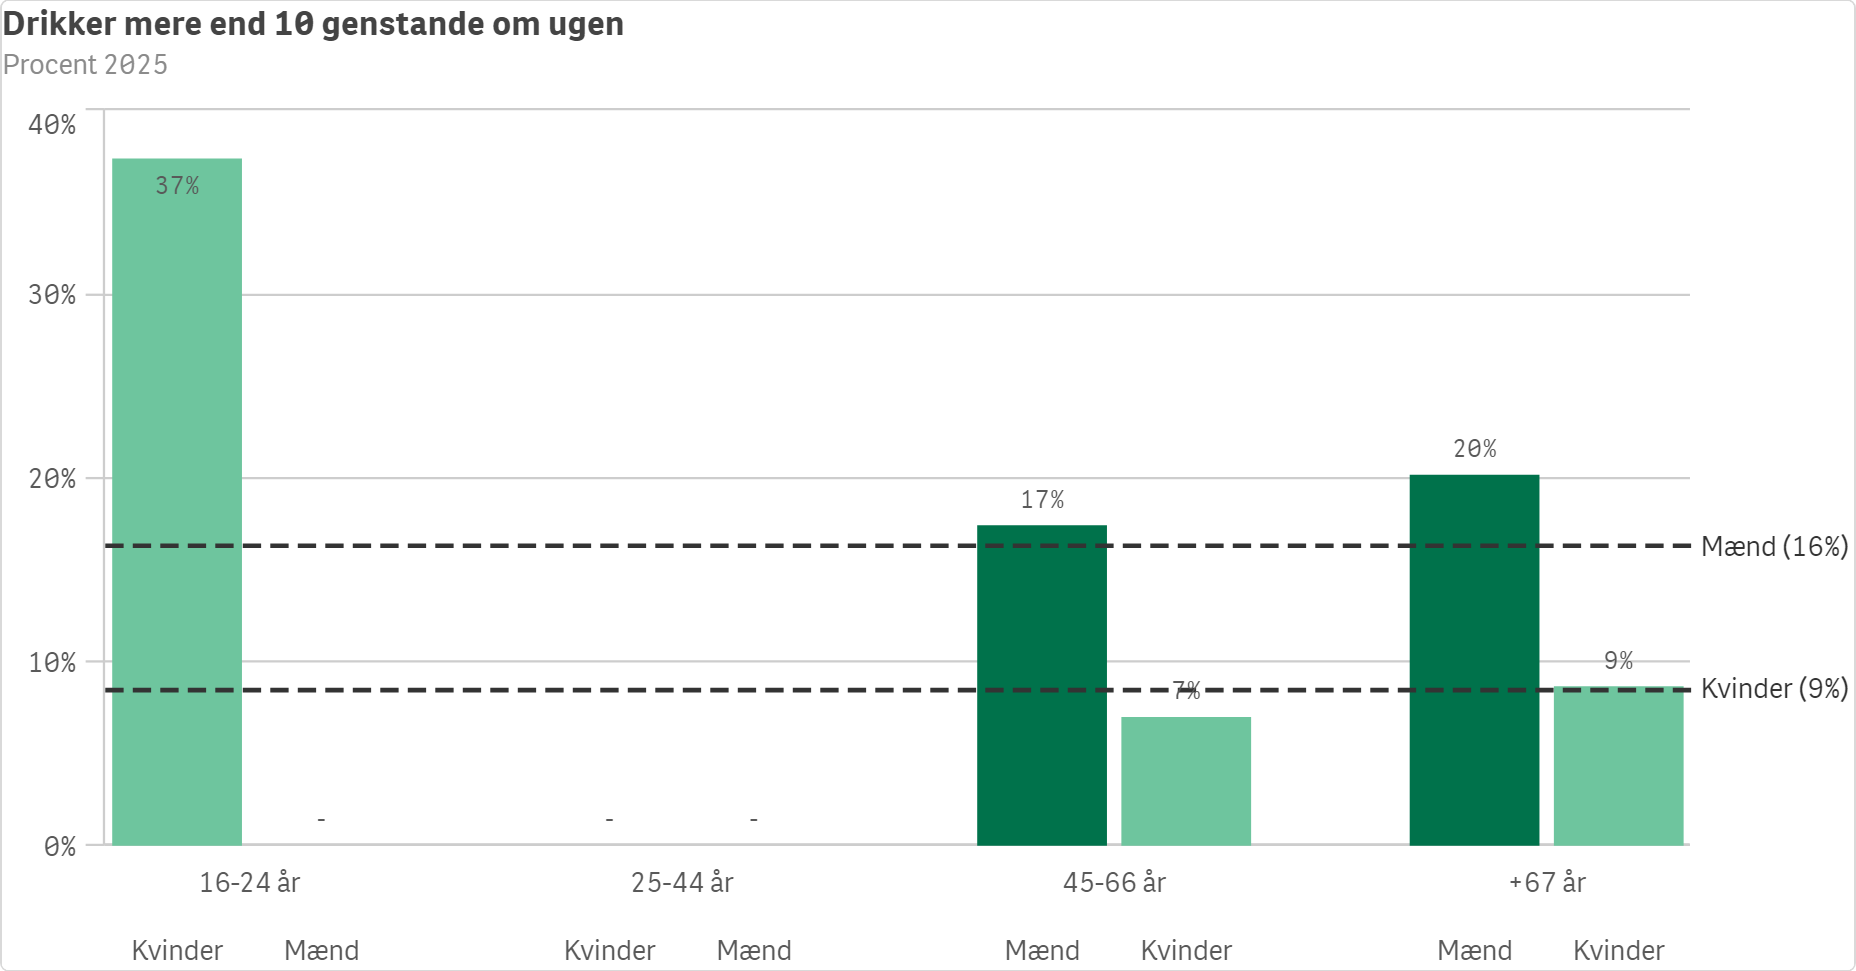 Drikker mere end 10 genstande om ugen
Procent 2025
40%
37%
30%
20%
20%
17%
Mænd (16%)
10%
9%
7%
Kvinder (9%)
-
-
-
0%
16-24 år
25-44 år
45-66 år
+67 år
Kvinder
Mænd
Kvinder
Mænd
Mænd
Kvinder
Mænd
Kvinder